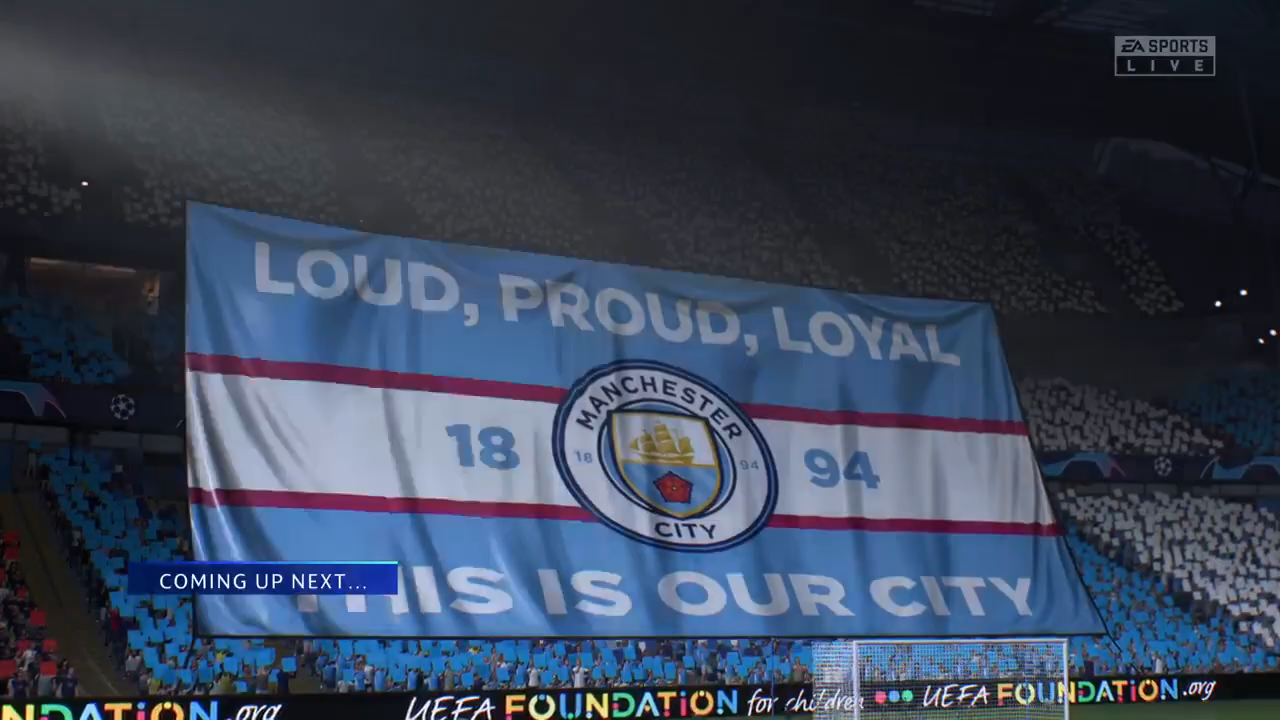 EA SPORTS
LIVE
LOUD, PROUD, LOYAL
MANCHESTER
18 94
18 94
CITY
COMING UP NEXT...
THIS IS OUR CITY
NDATION.org UEFA FOUNDATION for children UEFA FOUNDATION.org